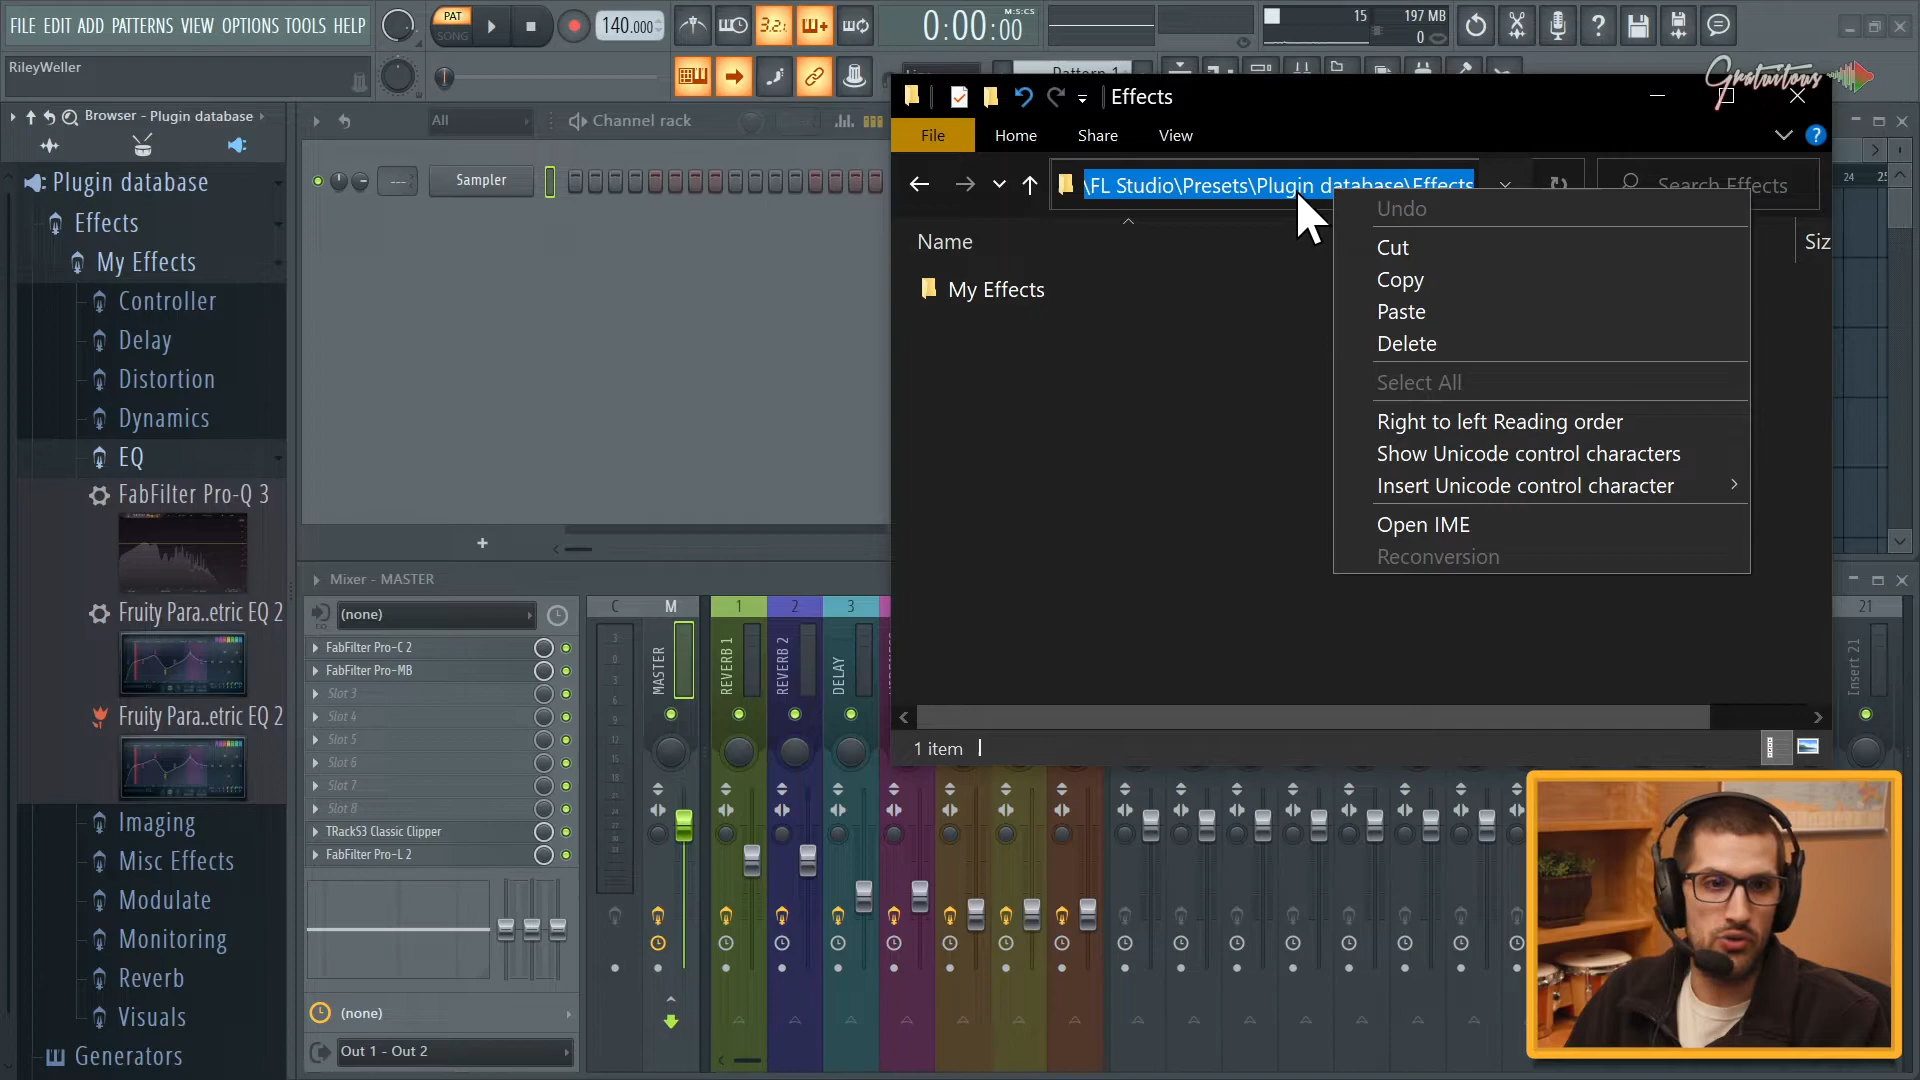 FILE EDIT ADD PATTERNS VIEW OPTIONS TOOLS HELP
PAT
SONG
140.000
3.2.
0:00:00
M:S:CS
15
197 MB
0
RileyWeller
Pattern 1
Gratuitous
Browser - Plugin database
Plugin database
Effects
My Effects
Controller
Delay
Distortion
Dynamics
EQ
FabFilter Pro-Q 3
Fruity Para..etric EQ 2
Fruity Para..etric EQ 2
Imaging
Misc Effects
Modulate
Monitoring
Reverb
Visuals
Generators
All
Channel rack
---
Sampler
+
Mixer - MASTER
(none)
FabFilter Pro-C 2
FabFilter Pro-MB
Slot 3
Slot 4
Slot 5
Slot 6
Slot 7
Slot 8
TRackS3 Classic Clipper
FabFilter Pro-L 2
(none)
Out 1 - Out 2
C
M
1
2
3
MASTER
REVERB 1
REVERB 2
DELAY
21
Insert 21
24
Effects
File
Home
Share
View
\FL Studio\Presets\Plugin database\Effects
Search Effects
Name
Siz
My Effects
1 item
Undo
Cut
Copy
Paste
Delete
Select All
Right to left Reading order
Show Unicode control characters
Insert Unicode control character
Open IME
Reconversion